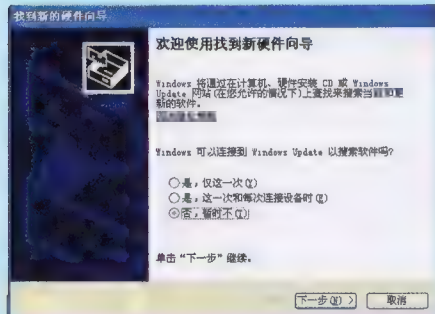 找到新的硬件向导
欢迎使用找到新硬件向导
Windows 将通过在计算机、硬件安装 CD 或 Windows
Update 网站(在您允许的情况下)上查找来搜索当前和更
新的软件。
Windows 可以连接到 Windows Update 以搜索软件吗?
是，仅这一次(Y)
是，这一次和每次连接设备时(E)
否，暂时不(T)
单击“下一步”继续。
下一步(N) >
取消